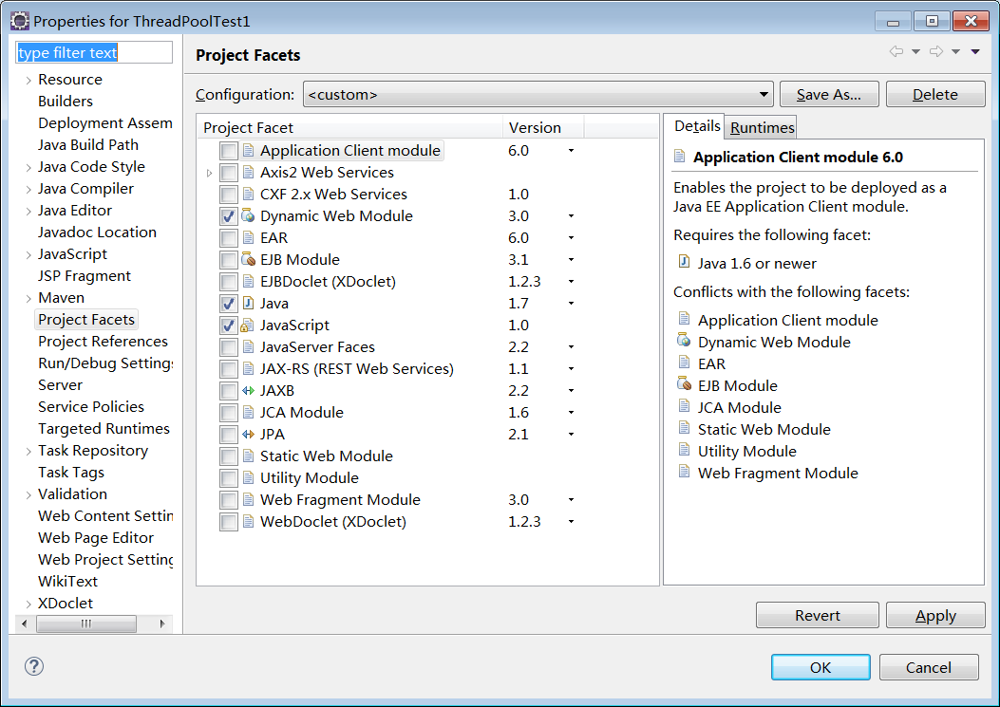 Properties for ThreadPoolTest1
type filter text
Resource
Builders
Deployment Assem
Java Build Path
Java Code Style
Java Compiler
Java Editor
Javadoc Location
JavaScript
JSP Fragment
Maven
Project Facets
Project References
Run/Debug Settings
Server
Service Policies
Targeted Runtimes
Task Repository
Task Tags
Validation
Web Content Settin
Web Page Editor
Web Project Setting
WikiText
XDoclet
Project Facets
Configuration: <custom> Save As... Delete
Project Facet Version
Application Client module 6.0
Axis2 Web Services
CXF 2.x Web Services 1.0
Dynamic Web Module 3.0
EAR 6.0
EJB Module 3.1
EJBDoclet (XDoclet) 1.2.3
Java 1.7
JavaScript 1.0
JavaServer Faces 2.2
JAX-RS (REST Web Services) 1.1
JAXB 2.2
JCA Module 1.6
JPA 2.1
Static Web Module
Utility Module
Web Fragment Module 3.0
WebDoclet (XDoclet) 1.2.3
Details Runtimes
Application Client module 6.0
Enables the project to be deployed as a
Java EE Application Client module.
Requires the following facet:
Java 1.6 or newer
Conflicts with the following facets:
Application Client module
Dynamic Web Module
EAR
EJB Module
JCA Module
Static Web Module
Utility Module
Web Fragment Module
Revert Apply
? OK Cancel